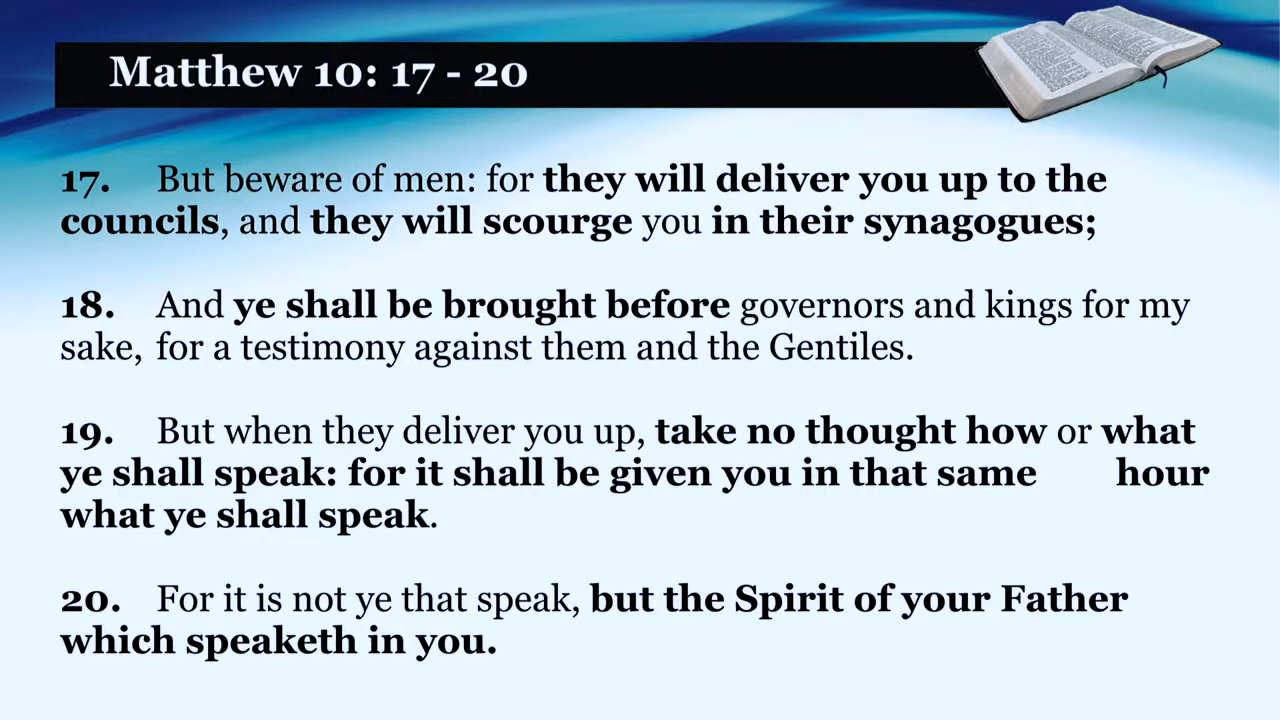 Matthew 10: 17 - 20
17. But beware of men: for they will deliver you up to the
councils, and they will scourge you in their synagogues;
18. And ye shall be brought before governors and kings for my
sake, for a testimony against them and the Gentiles.
19. But when they deliver you up, take no thought how or what
ye shall speak: for it shall be given you in that same hour
what ye shall speak.
20. For it is not ye that speak, but the Spirit of your Father
which speaketh in you.